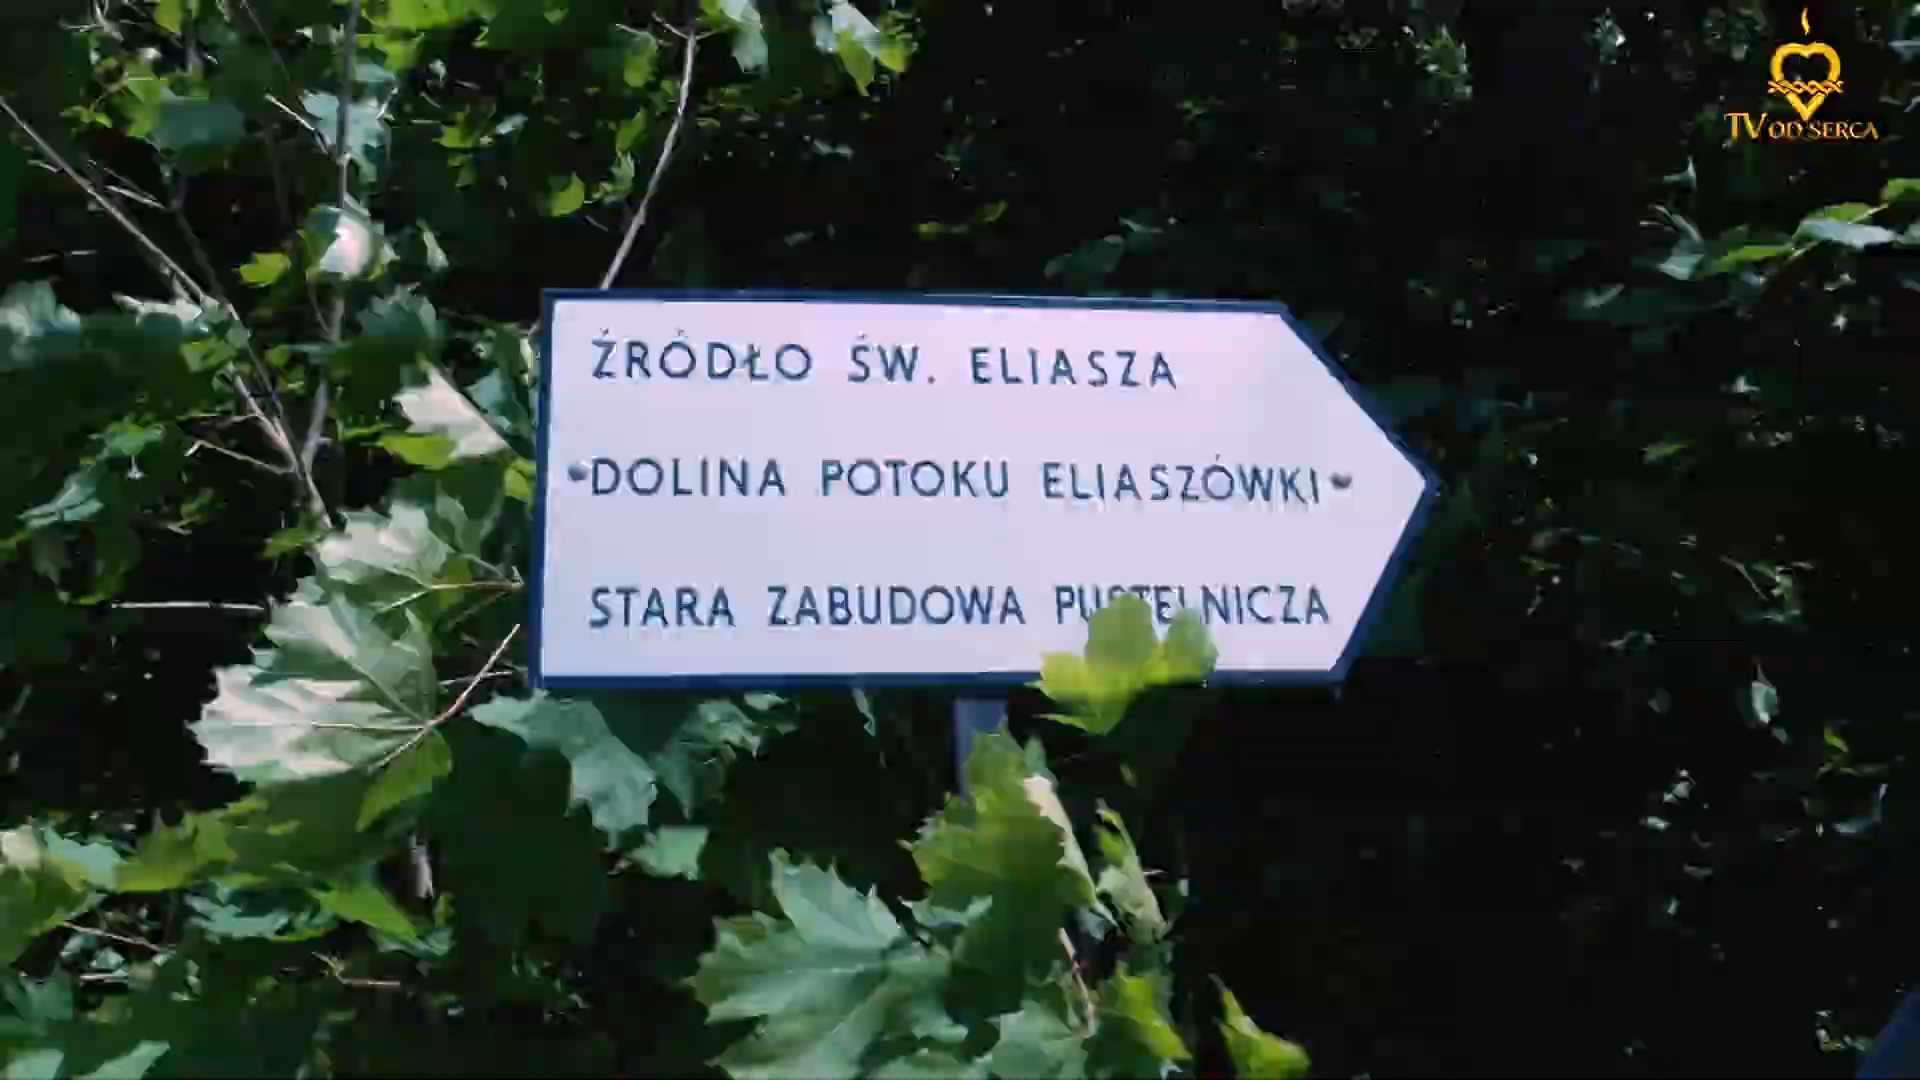 TV OD SERCA
ŹRÓDŁO ŚW. ELIASZA
DOLINA POTOKU ELIASZÓWKI
STARA ZABUDOWA PUSTELNICZA